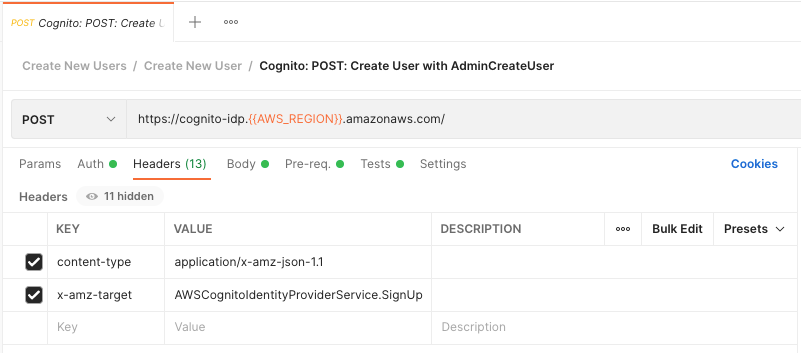 POST Cognito: POST: Create U
Create New Users / Create New User / Cognito: POST: Create User with AdminCreateUser
POST https://cognito-idp.{{AWS_REGION}}.amazonaws.com/
Params Auth Headers (13) Body Pre-req. Tests Settings Cookies
Headers 11 hidden
KEY VALUE DESCRIPTION ooo Bulk Edit Presets
content-type application/x-amz-json-1.1
x-amz-target AWSCognitoIdentityProviderService.SignUp
Key Value Description